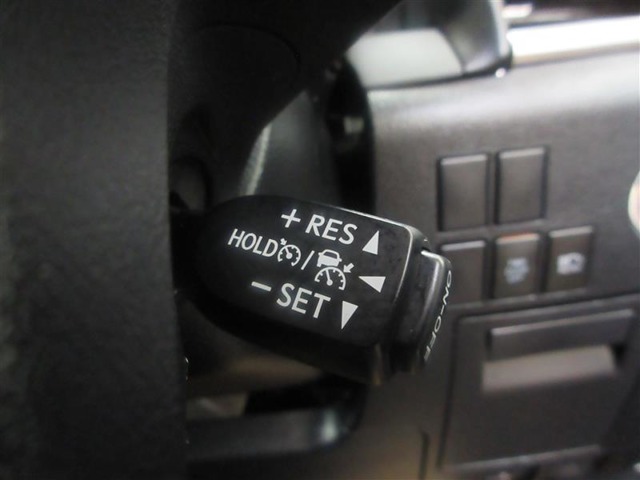 + RES
HOLD /
- SET
ON-OFF